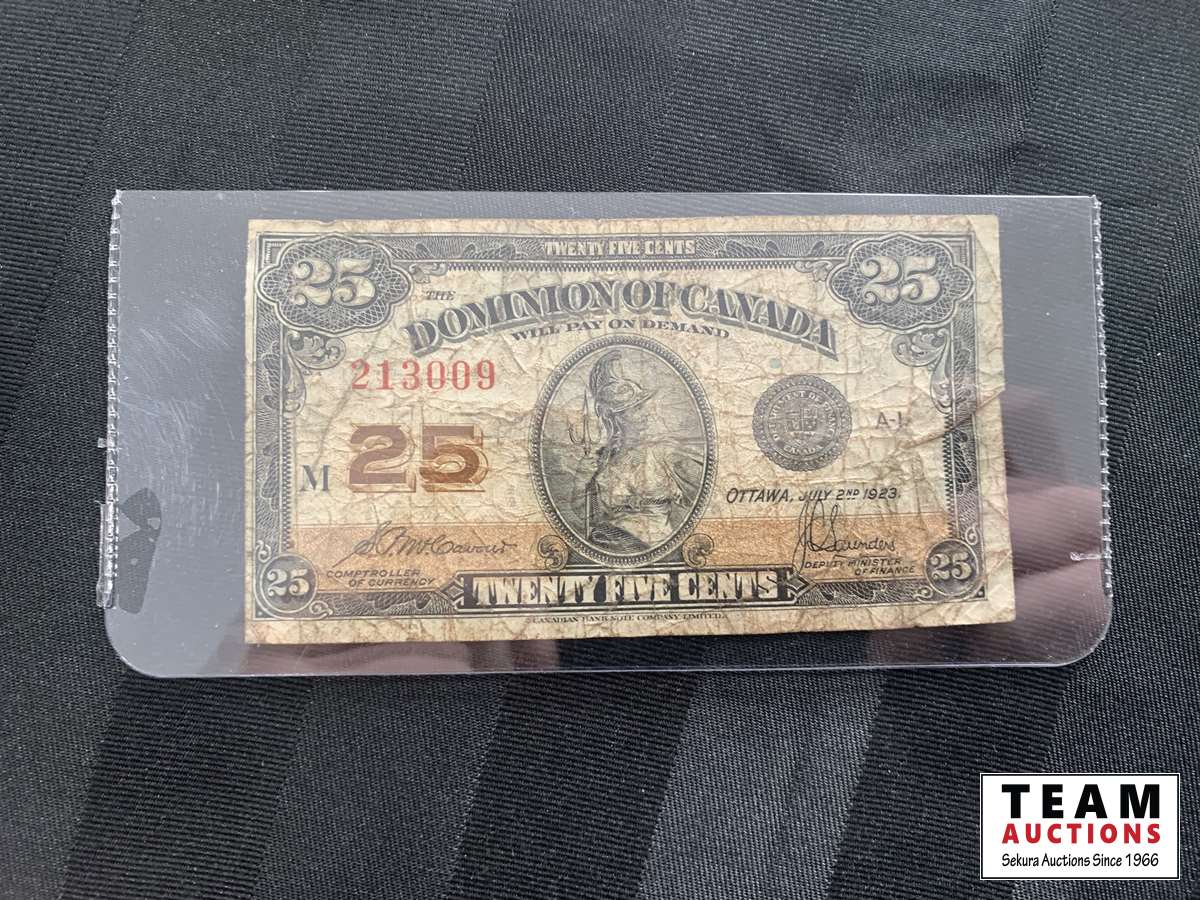 TWENTY FIVE CENTS
25
25
THE
DOMINION OF CANADA
WILL PAY ON DEMAND
213009
A-1.
M
25
OTTAWA, JULY 2ND 1923.
J C Saunders
COMPTROLLER
OF CURRENCY
DEPUTY MINISTER
OF FINANCE
25
25
TWENTY FIVE CENTS
CANADIAN BANK NOTE COMPANY, LIMITED.
TEAM
AUCTIONS
Sekura Auctions Since 1966